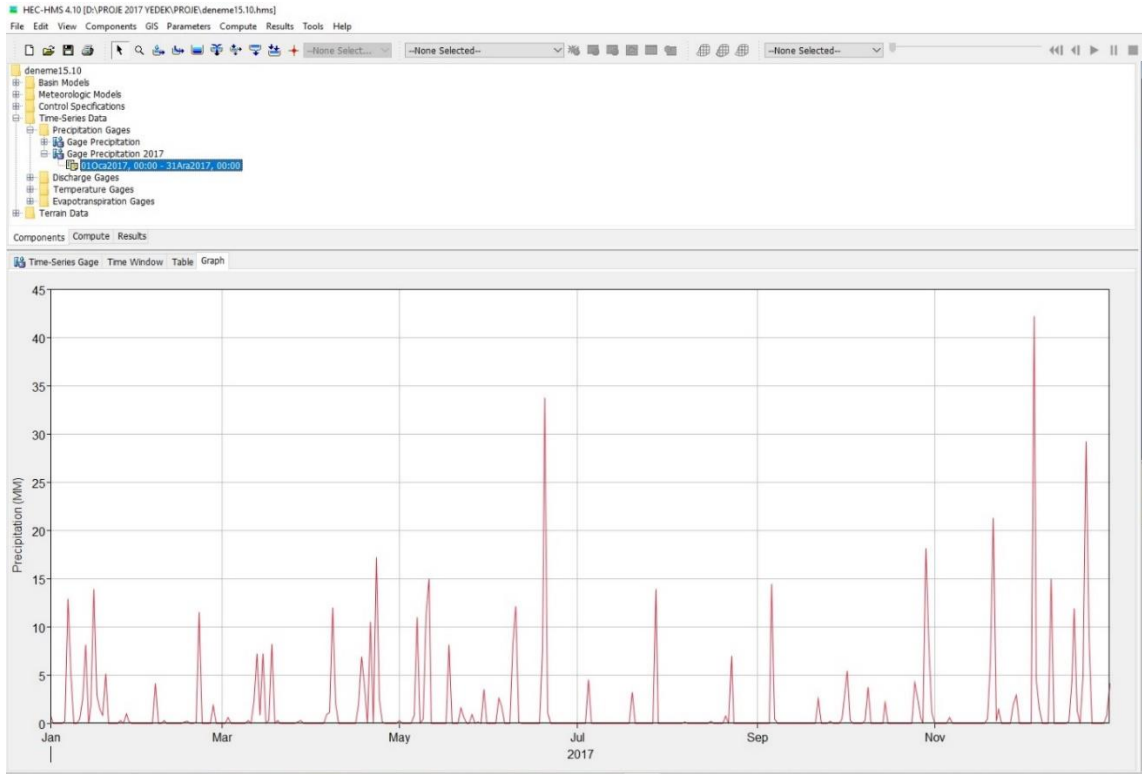 HEC-HMS 4.10 [D:\PROJE 2017 YEDEK\PROJE\deneme15.10.hms]
File Edit View Components GIS Parameters Compute Results Tools Help
--None Select... --None Selected-- --None Selected--
deneme15.10
Basin Models
Meteorologic Models
Control Specifications
Time-Series Data
Precipitation Gages
Gage Precipitation
Gage Precipitation 2017
01Oca2017, 00:00 - 31Ara2017, 00:00
Discharge Gages
Temperature Gages
Evapotranspiration Gages
Terrain Data
Components Compute Results
Time-Series Gage Time Window Table Graph
45
40
35
30
25
20
15
10
5
0
Precipitation (MM)
Jan Mar May Jul Sep Nov
2017